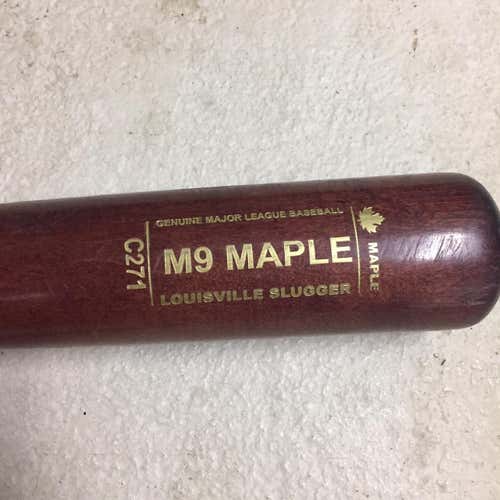 GENUINE MAJOR LEAGUE BASEBALL
C271
M9 MAPLE
LOUISVILLE SLUGGER
MAPLE